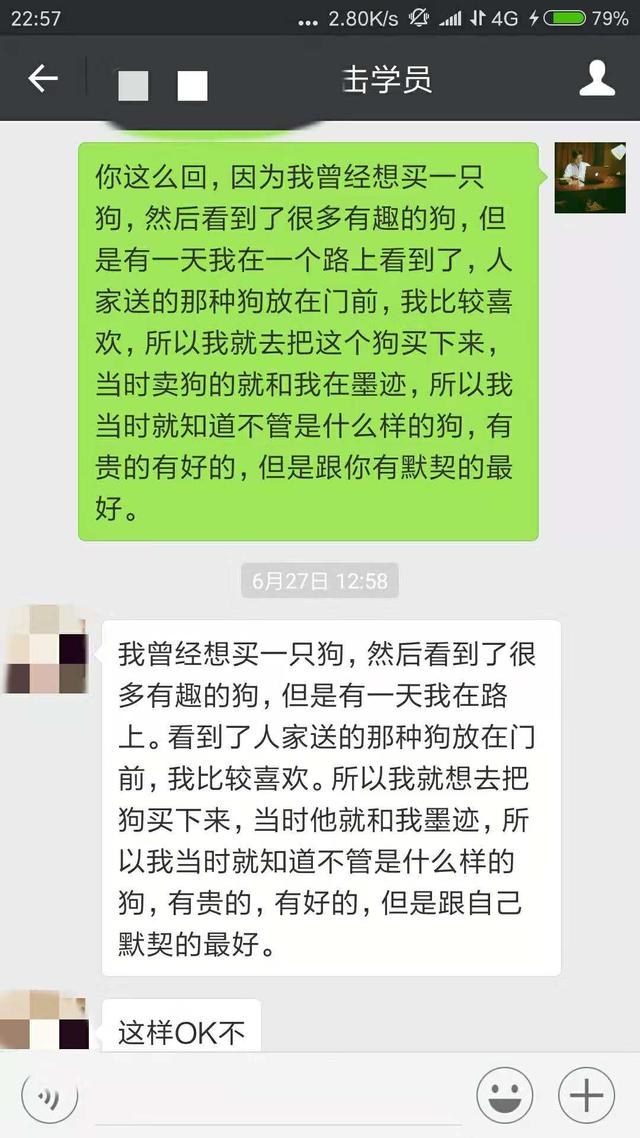 22:57
... 2.80K/s 4G 79%
击学员
你这么回，因为我曾经想买一只
狗，然后看到了很多有趣的狗，但
是有一天我在一个路上看到了，人
家送的那种狗放在门前，我比较喜
欢，所以我就去把这个狗买下来，
当时卖狗的就和我在墨迹，所以我
当时就知道不管是什么样的狗，有
贵的有好的，但是跟你有默契的最
好。
6月27日 12:58
我曾经想买一只狗，然后看到了很
多有趣的狗，但是有一天我在路
上。看到了人家送的那种狗放在门
前，我比较喜欢。所以我就想去把
狗买下来，当时他就和我墨迹，所
以我当时就知道不管是什么样的
狗，有贵的，有好的，但是跟自己
默契的最好。
这样OK不